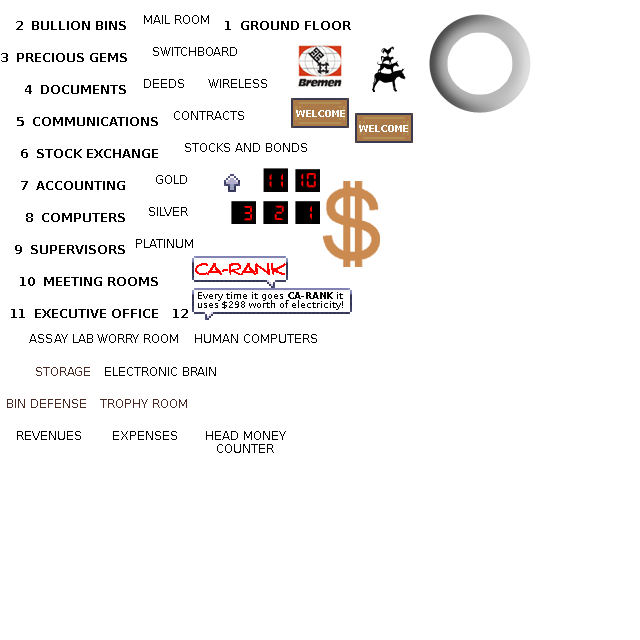 2 BULLION BINS
MAIL ROOM
1 GROUND FLOOR
3 PRECIOUS GEMS
SWITCHBOARD
Bremen
4 DOCUMENTS
DEEDS
WIRELESS
5 COMMUNICATIONS
CONTRACTS
WELCOME
WELCOME
6 STOCK EXCHANGE
STOCKS AND BONDS
7 ACCOUNTING
GOLD
11
10
8 COMPUTERS
SILVER
3
2
1
$
9 SUPERVISORS
PLATINUM
CA-RANK
10 MEETING ROOMS
Every time it goes CA-RANK it
uses $298 worth of electricity!
11 EXECUTIVE OFFICE
12
ASSAY LAB
WORRY ROOM
HUMAN COMPUTERS
STORAGE
ELECTRONIC BRAIN
BIN DEFENSE
TROPHY ROOM
REVENUES
EXPENSES
HEAD MONEY
COUNTER